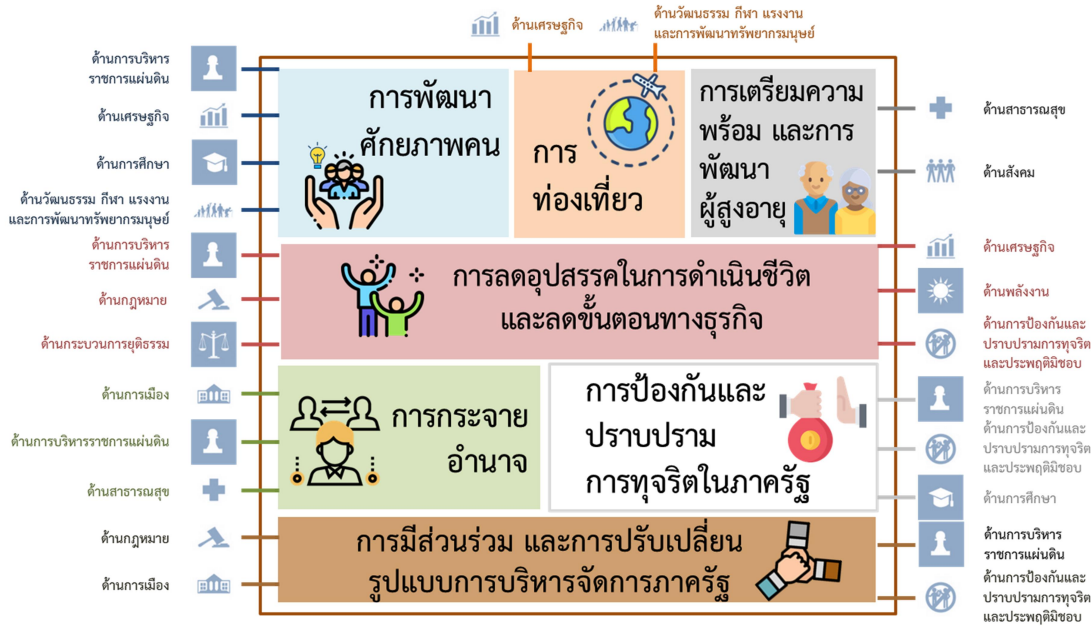 ด้านเศรษฐกิจ
ด้านวัฒนธรรม กีฬา แรงงาน
และการพัฒนาทรัพยากรมนุษย์
ด้านการบริหาร
ราชการแผ่นดิน
ด้านเศรษฐกิจ
ด้านการศึกษา
ด้านวัฒนธรรม กีฬา แรงงาน
และการพัฒนาทรัพยากรมนุษย์
การพัฒนา
ศักยภาพคน
การ
ท่องเที่ยว
การเตรียมความ
พร้อม และการ
พัฒนา
ผู้สูงอายุ
ด้านสาธารณสุข
ด้านสังคม
ด้านการบริหาร
ราชการแผ่นดิน
ด้านกฎหมาย
ด้านกระบวนการยุติธรรม
การลดอุปสรรคในการดำเนินชีวิต
และลดขั้นตอนทางธุรกิจ
ด้านเศรษฐกิจ
ด้านพลังงาน
ด้านการป้องกันและ
ปราบปรามการทุจริต
และประพฤติมิชอบ
ด้านการเมือง
ด้านการบริหารราชการแผ่นดิน
ด้านสาธารณสุข
การกระจาย
อำนาจ
การป้องกันและ
ปราบปราม
การทุจริตในภาครัฐ
ด้านการบริหาร
ราชการแผ่นดิน
ด้านการป้องกันและ
ปราบปรามการทุจริต
และประพฤติมิชอบ
ด้านการศึกษา
ด้านกฎหมาย
ด้านการเมือง
การมีส่วนร่วม และการปรับเปลี่ยน
รูปแบบการบริหารจัดการภาครัฐ
ด้านการบริหาร
ราชการแผ่นดิน
ด้านการป้องกันและ
ปราบปรามการทุจริต
และประพฤติมิชอบ